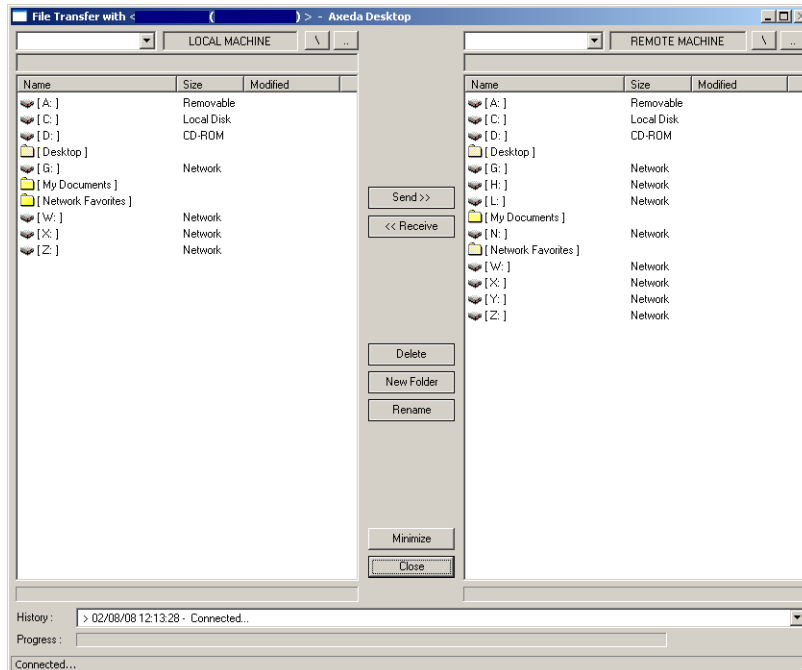 File Transfer with < ( ) > - Axeda Desktop
LOCAL MACHINE \ ..
Name Size Modified
[ A: ] Removable
[ C: ] Local Disk
[ D: ] CD-ROM
[ Desktop ]
[ G: ] Network
[ My Documents ]
[ Network Favorites ]
[ W: ] Network
[ X: ] Network
[ Z: ] Network
Send >>
<< Receive
Delete
New Folder
Rename
Minimize
Close
REMOTE MACHINE \ ..
Name Size Modified
[ A: ] Removable
[ C: ] Local Disk
[ D: ] CD-ROM
[ Desktop ]
[ G: ] Network
[ H: ] Network
[ L: ] Network
[ My Documents ]
[ N: ] Network
[ Network Favorites ]
[ W: ] Network
[ X: ] Network
[ Y: ] Network
[ Z: ] Network
History : > 02/08/08 12:13:28 - Connected...
Progress :
Connected...